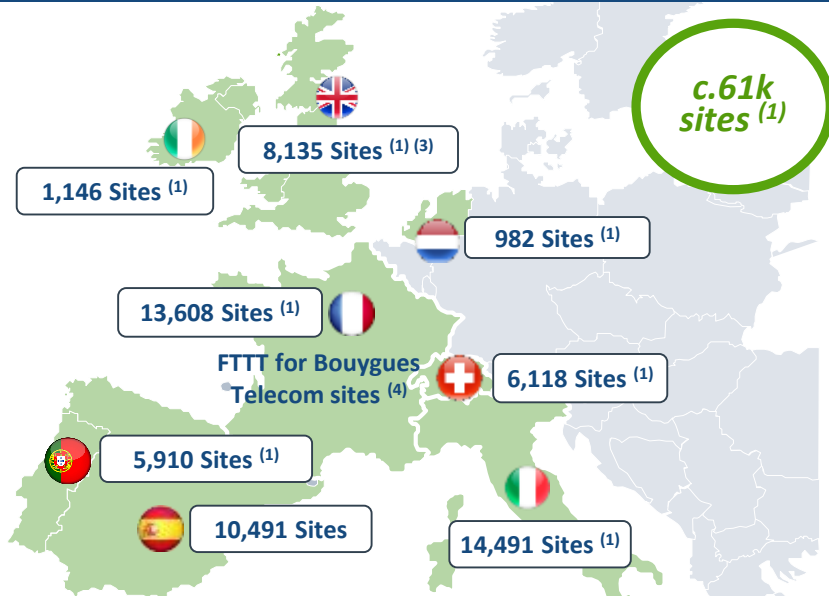 c.61k
sites (1)
8,135 Sites (1) (3)
1,146 Sites (1)
982 Sites (1)
13,608 Sites (1)
FTTT for Bouygues
Telecom sites (4)
6,118 Sites (1)
5,910 Sites (1)
10,491 Sites
14,491 Sites (1)